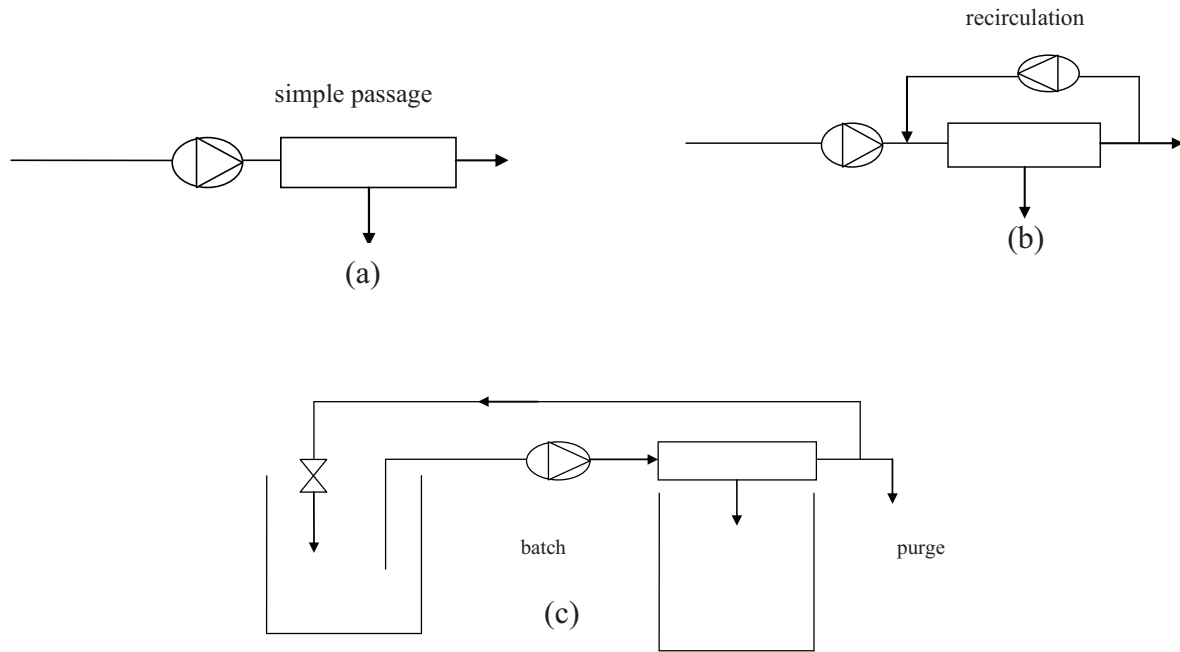 recirculation
simple passage
(a)
(b)
batch
purge
(c)